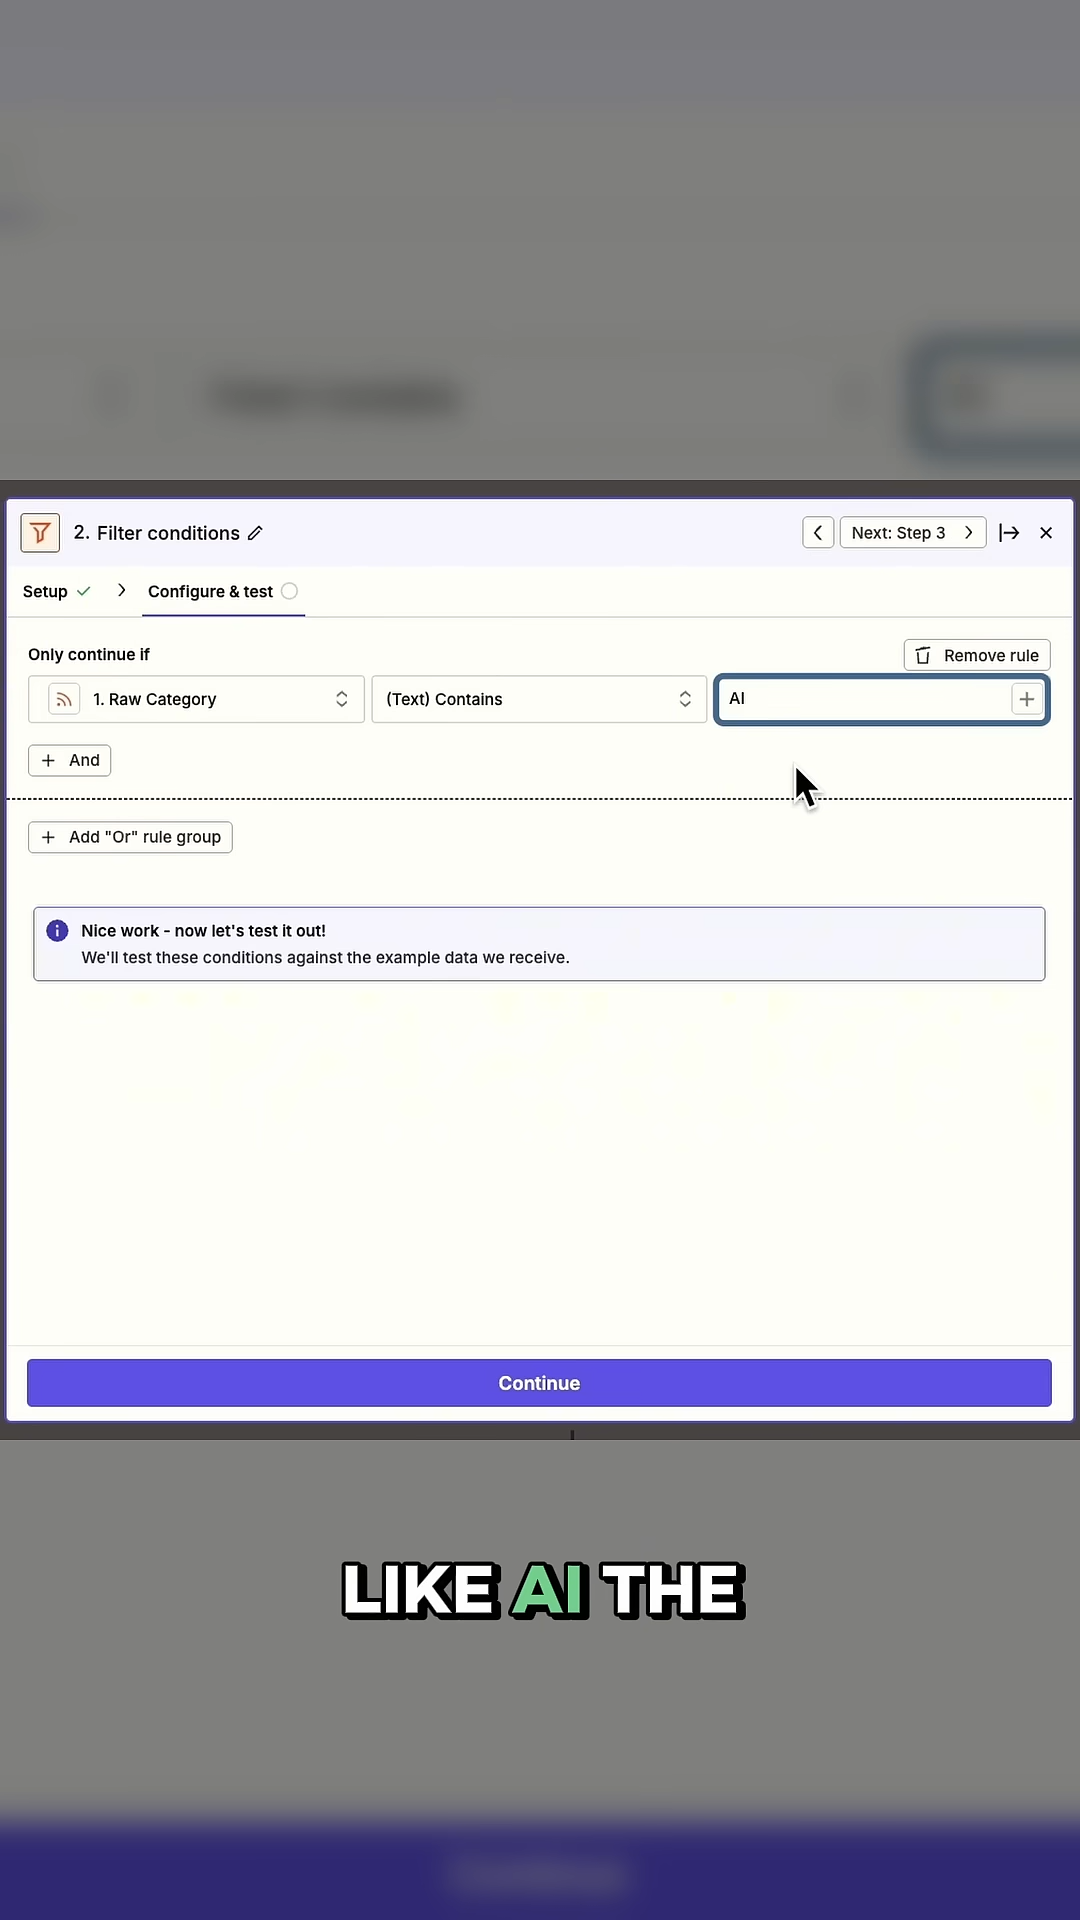 2. Filter conditions
Next: Step 3
Setup
Configure & test
Only continue if
Remove rule
1. Raw Category
(Text) Contains
AI
And
Add "Or" rule group
Nice work - now let's test it out!
We'll test these conditions against the example data we receive.
Continue
LIKE AI THE